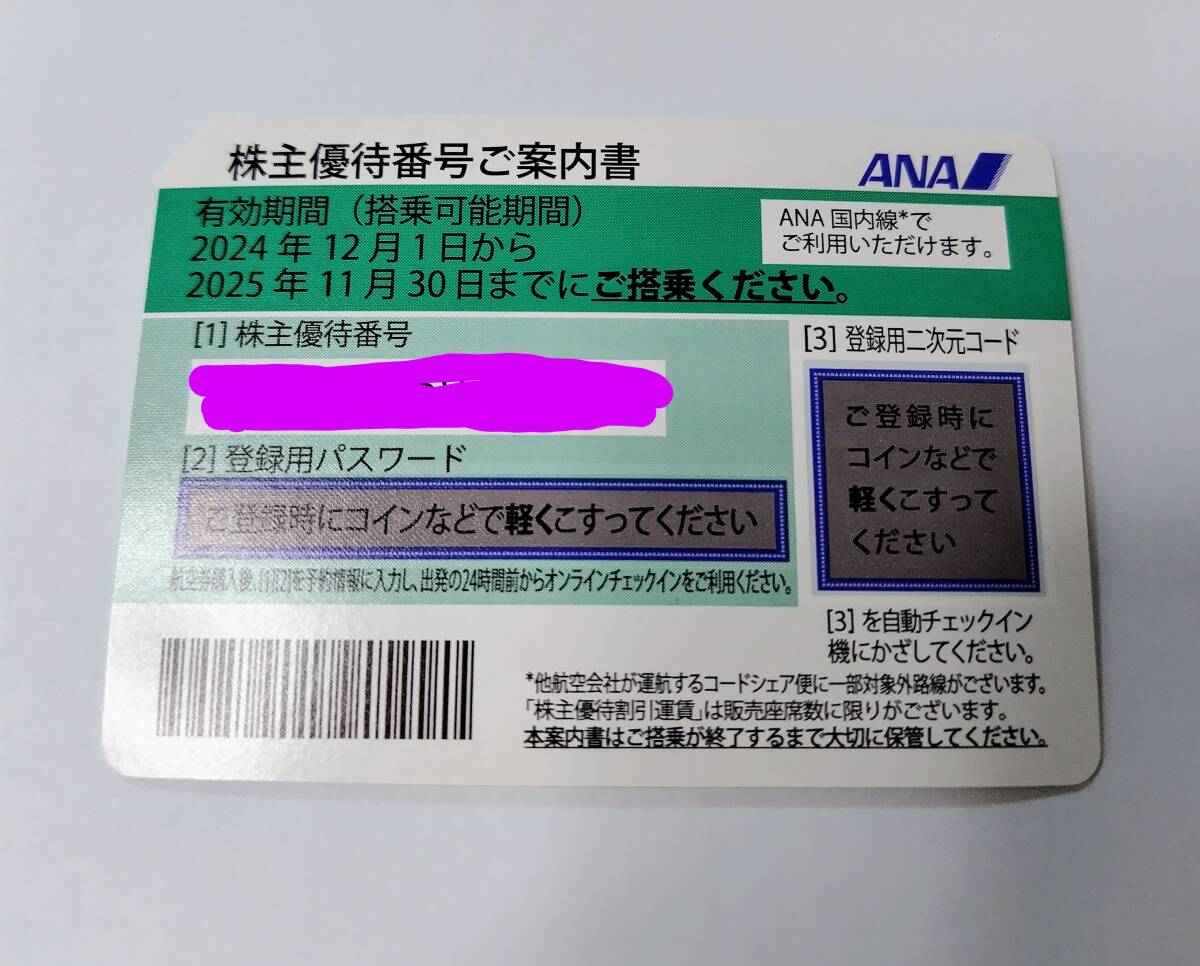 株主優待番号ご案内書
ANA
有効期間（搭乗可能期間）
2024年12月1日から
2025年11月30日までにご搭乗ください。
ANA国内線*で
ご利用いただけます。
[1] 株主優待番号
[2] 登録用パスワード
ご登録時にコインなどで軽くこすってください
航空券購入後、[1][2]を予約情報に入力し、出発の24時間前からオンラインチェックインをご利用ください。
[3] 登録用二次元コード
ご登録時に
コインなどで
軽くこすって
ください
[3] を自動チェックイン
機にかざしてください。
*他航空会社が運航するコードシェア便に一部対象外路線がございます。
「株主優待割引運賃」は販売座席数に限りがございます。
本案内書はご搭乗が終了するまで大切に保管してください。